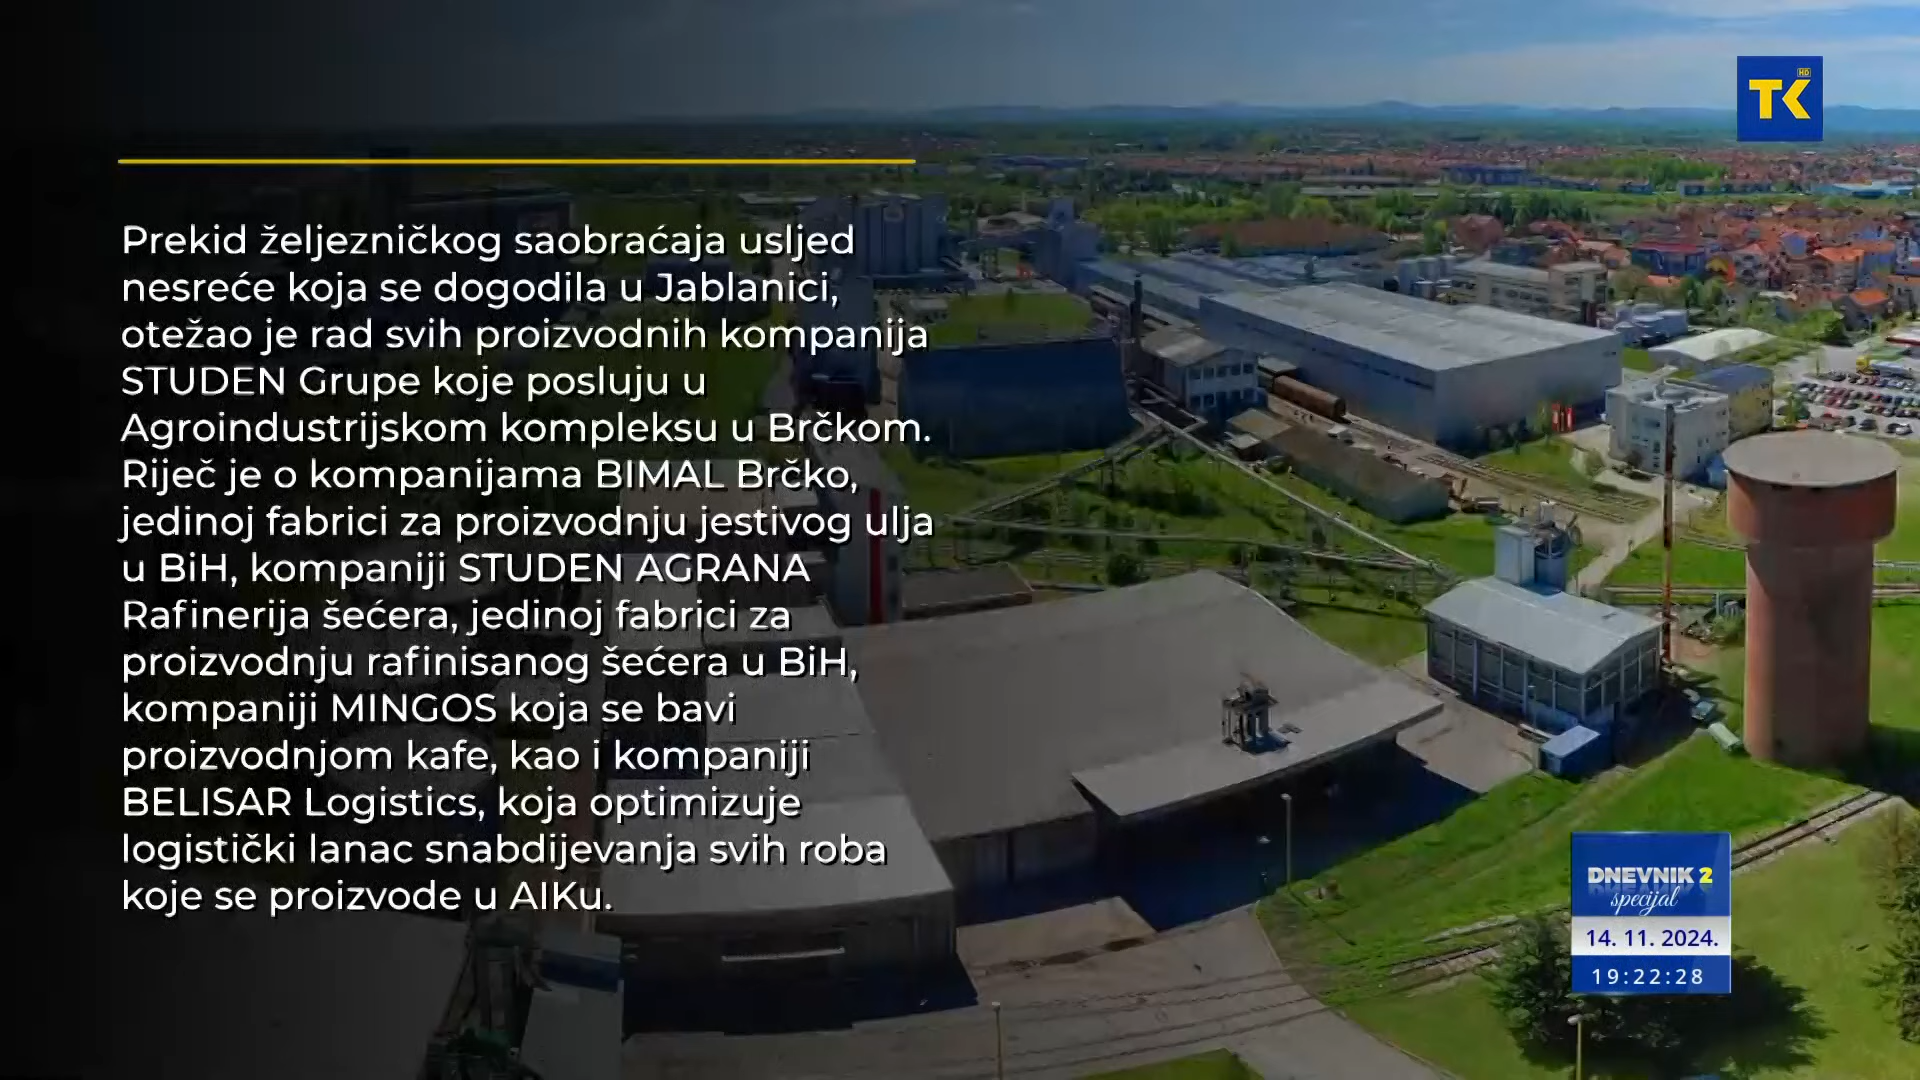 TK HD
Prekid željezničkog saobraćaja usljed
nesreće koja se dogodila u Jablanici,
otežao je rad svih proizvodnih kompanija
STUDEN Grupe koje posluju u
Agroindustrijskom kompleksu u Brčkom.
Riječ je o kompanijama BIMAL Brčko,
jedinoj fabrici za proizvodnju jestivog ulja
u BiH, kompaniji STUDEN AGRANA
Rafinerija šećera, jedinoj fabrici za
proizvodnju rafinisanog šećera u BiH,
kompaniji MINGOS koja se bavi
proizvodnjom kafe, kao i kompaniji
BELISAR Logistics, koja optimizuje
logistički lanac snabdijevanja svih roba
koje se proizvode u AIKu.
DNEVNIK 2
specijal
14. 11. 2024.
19:22:28